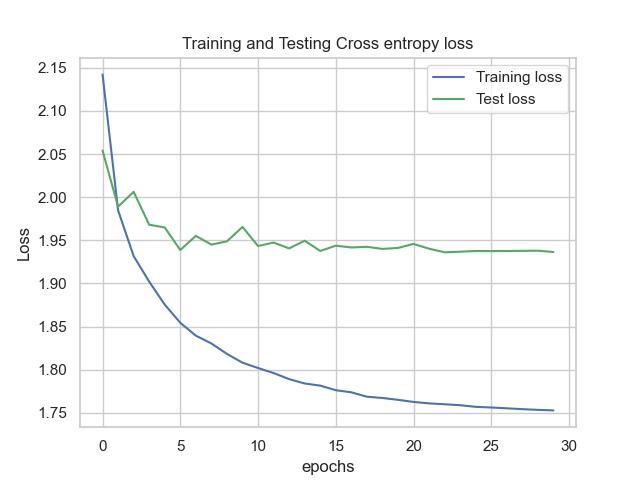 Training and Testing Cross entropy loss
Training loss
Test loss
2.15
2.10
2.05
2.00
1.95
1.90
1.85
1.80
1.75
Loss
0 5 10 15 20 25 30
epochs